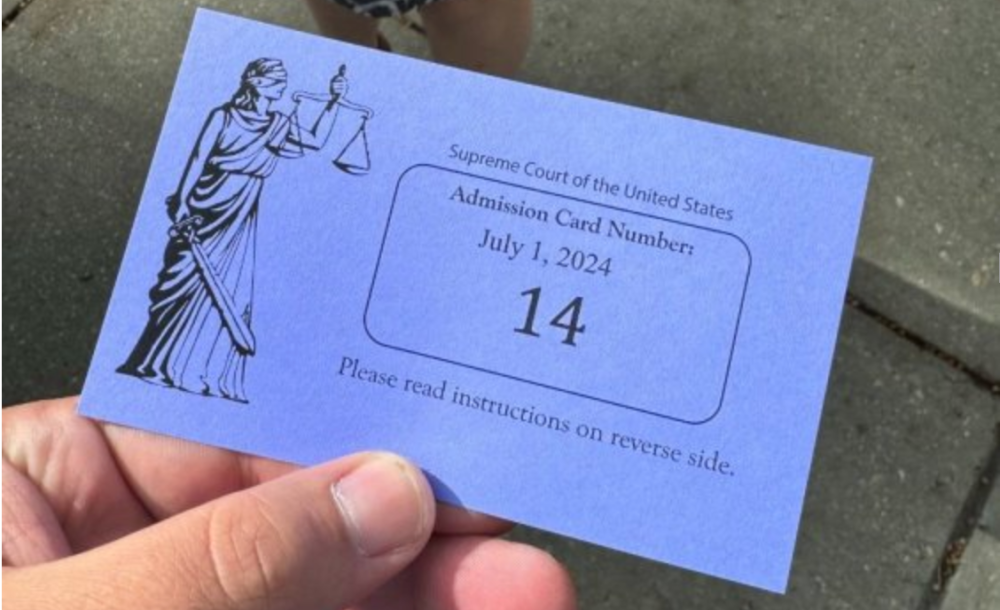 Supreme Court of the United States
Admission Card Number:
July 1, 2024
14
Please read instructions on reverse side.